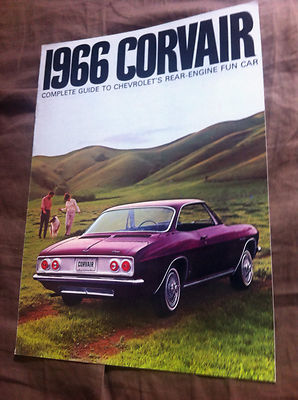 1966 CORVAIR
COMPLETE GUIDE TO CHEVROLET'S REAR-ENGINE FUN CAR
CORVAIR